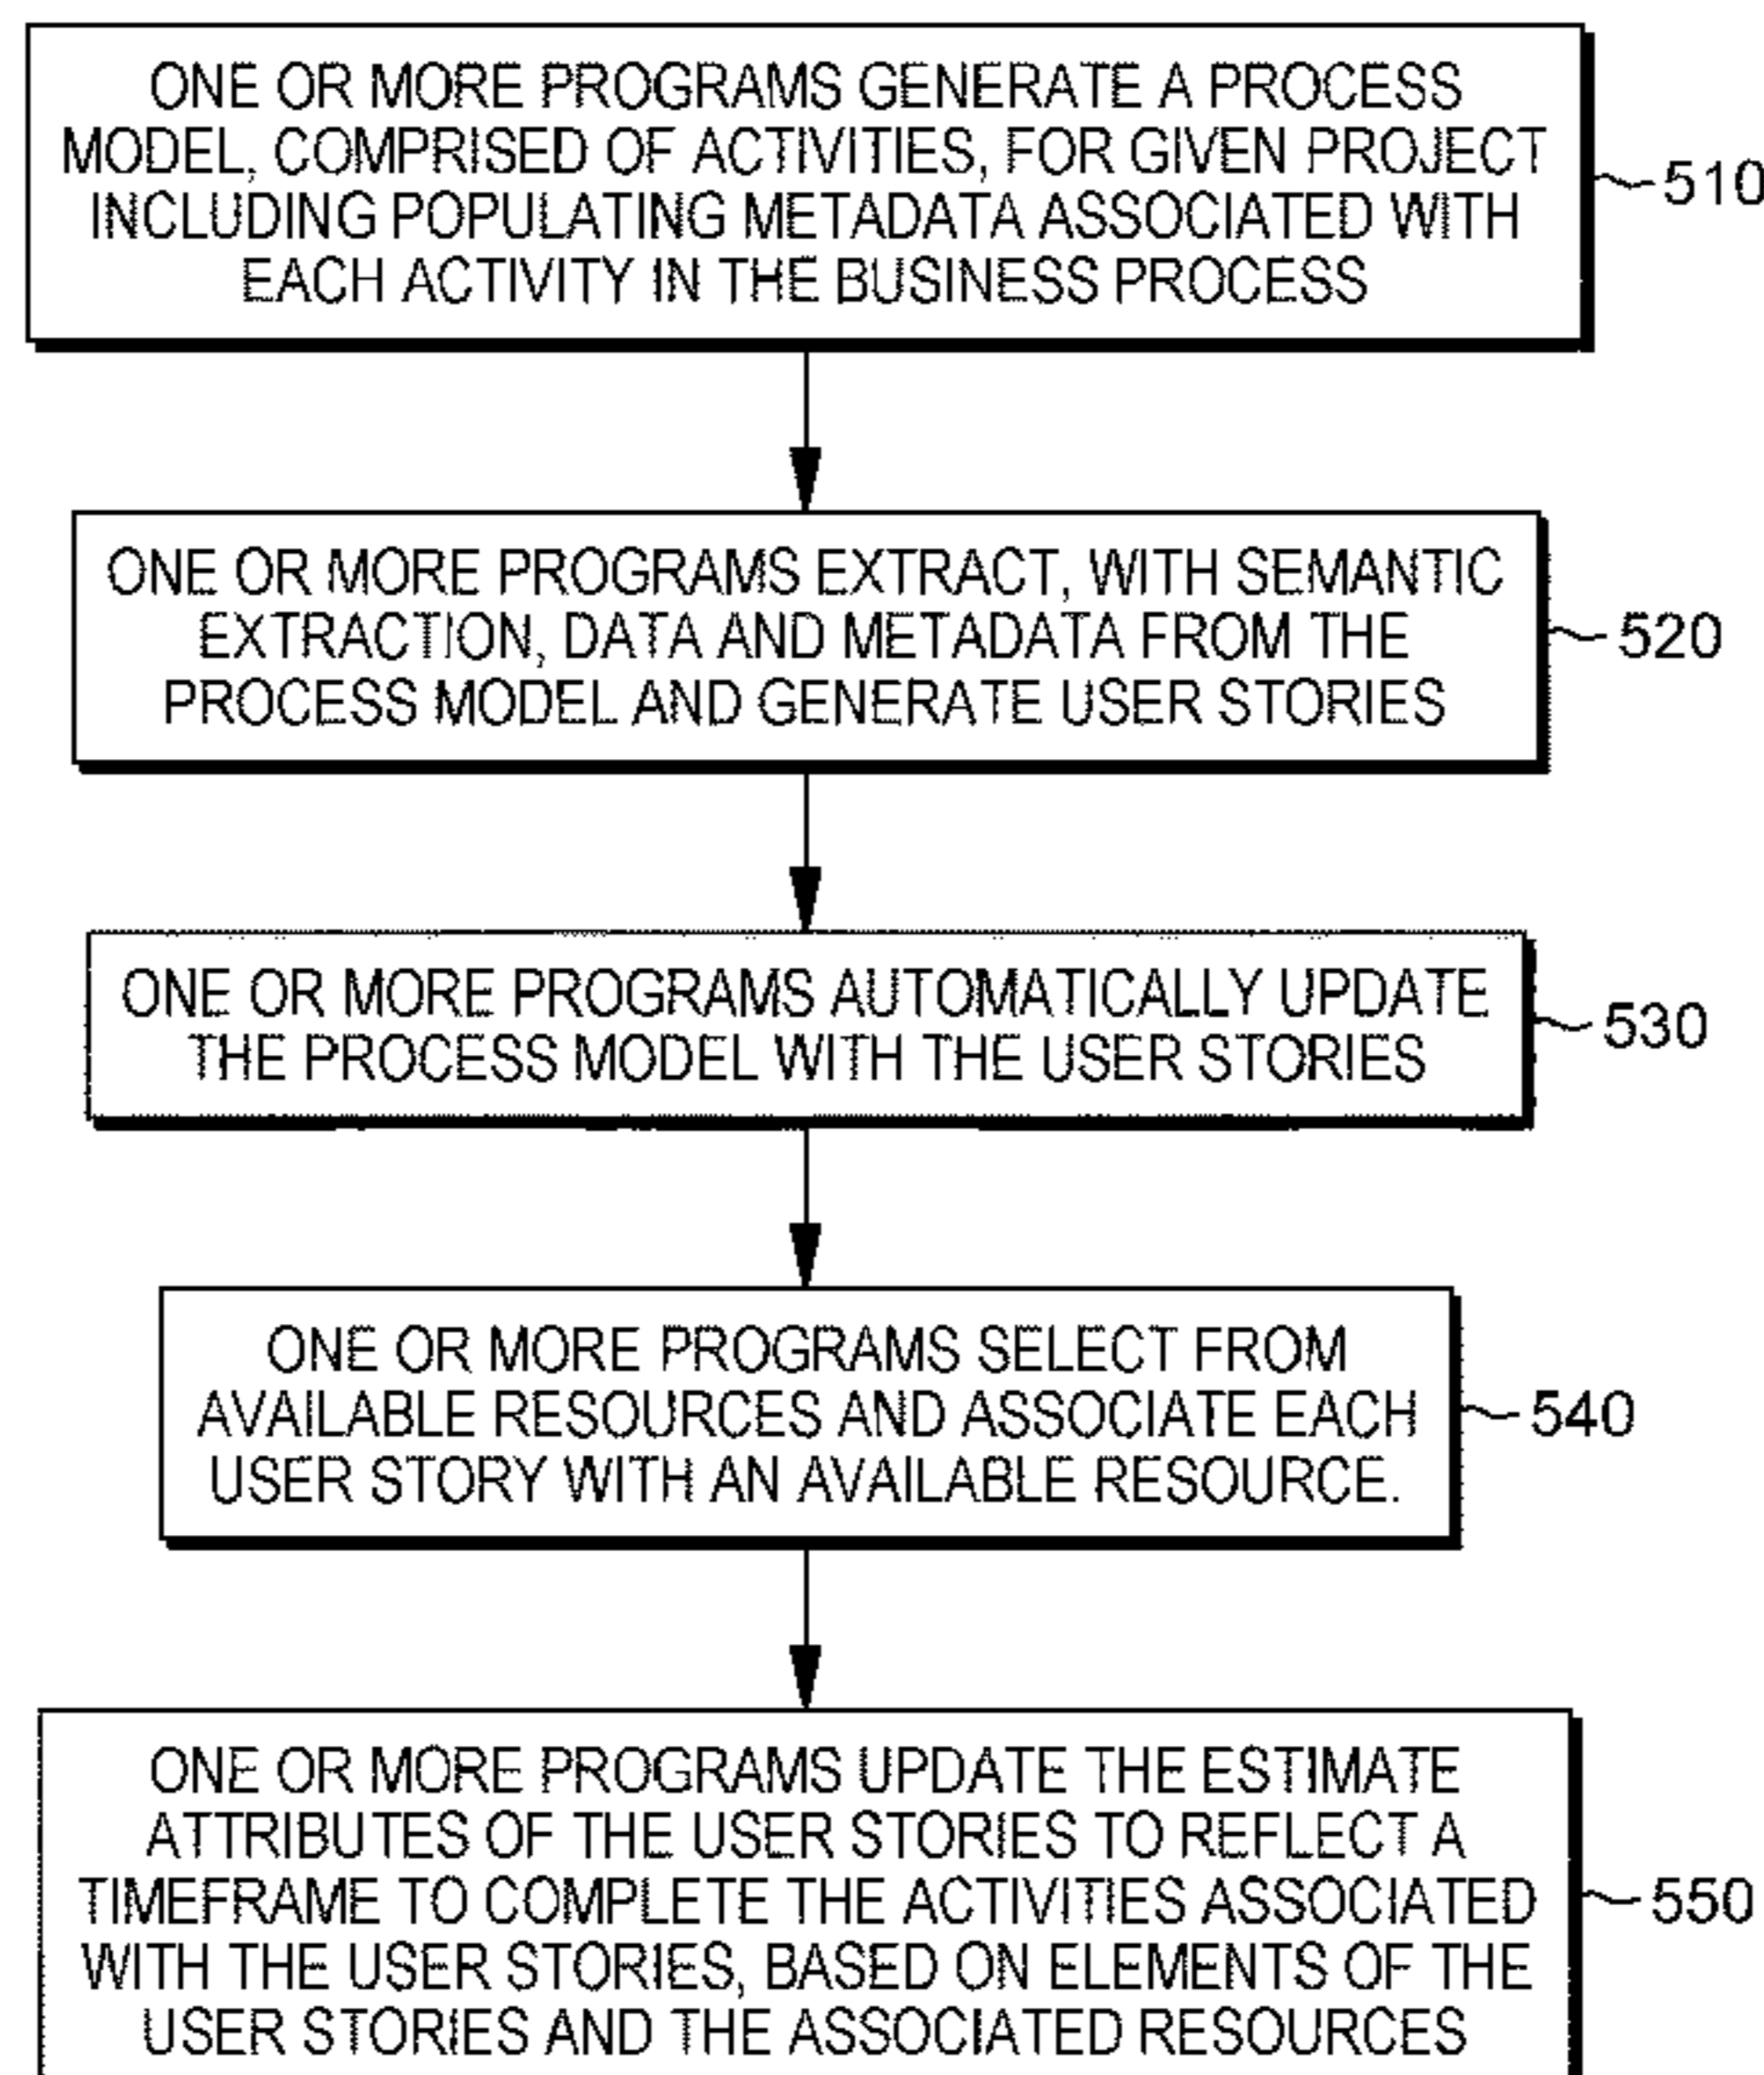 ONE OR MORE PROGRAMS GENERATE A PROCESS
MODEL, COMPRISED OF ACTIVITIES, FOR GIVEN PROJECT
INCLUDING POPULATING METADATA ASSOCIATED WITH
EACH ACTIVITY IN THE BUSINESS PROCESS
510
ONE OR MORE PROGRAMS EXTRACT, WITH SEMANTIC
EXTRACTION, DATA AND METADATA FROM THE
PROCESS MODEL AND GENERATE USER STORIES
520
ONE OR MORE PROGRAMS AUTOMATICALLY UPDATE
THE PROCESS MODEL WITH THE USER STORIES
530
ONE OR MORE PROGRAMS SELECT FROM
AVAILABLE RESOURCES AND ASSOCIATE EACH
USER STORY WITH AN AVAILABLE RESOURCE.
540
ONE OR MORE PROGRAMS UPDATE THE ESTIMATE
ATTRIBUTES OF THE USER STORIES TO REFLECT A
TIMEFRAME TO COMPLETE THE ACTIVITIES ASSOCIATED
WITH THE USER STORIES, BASED ON ELEMENTS OF THE
USER STORIES AND THE ASSOCIATED RESOURCES
550